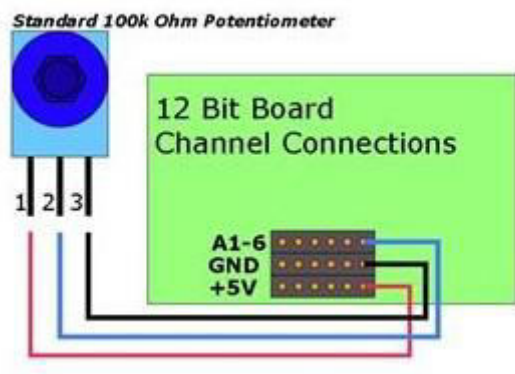 Standard 100k Ohm Potentiometer
12 Bit Board
Channel Connections
1 2 3
A1-6
GND
+5V